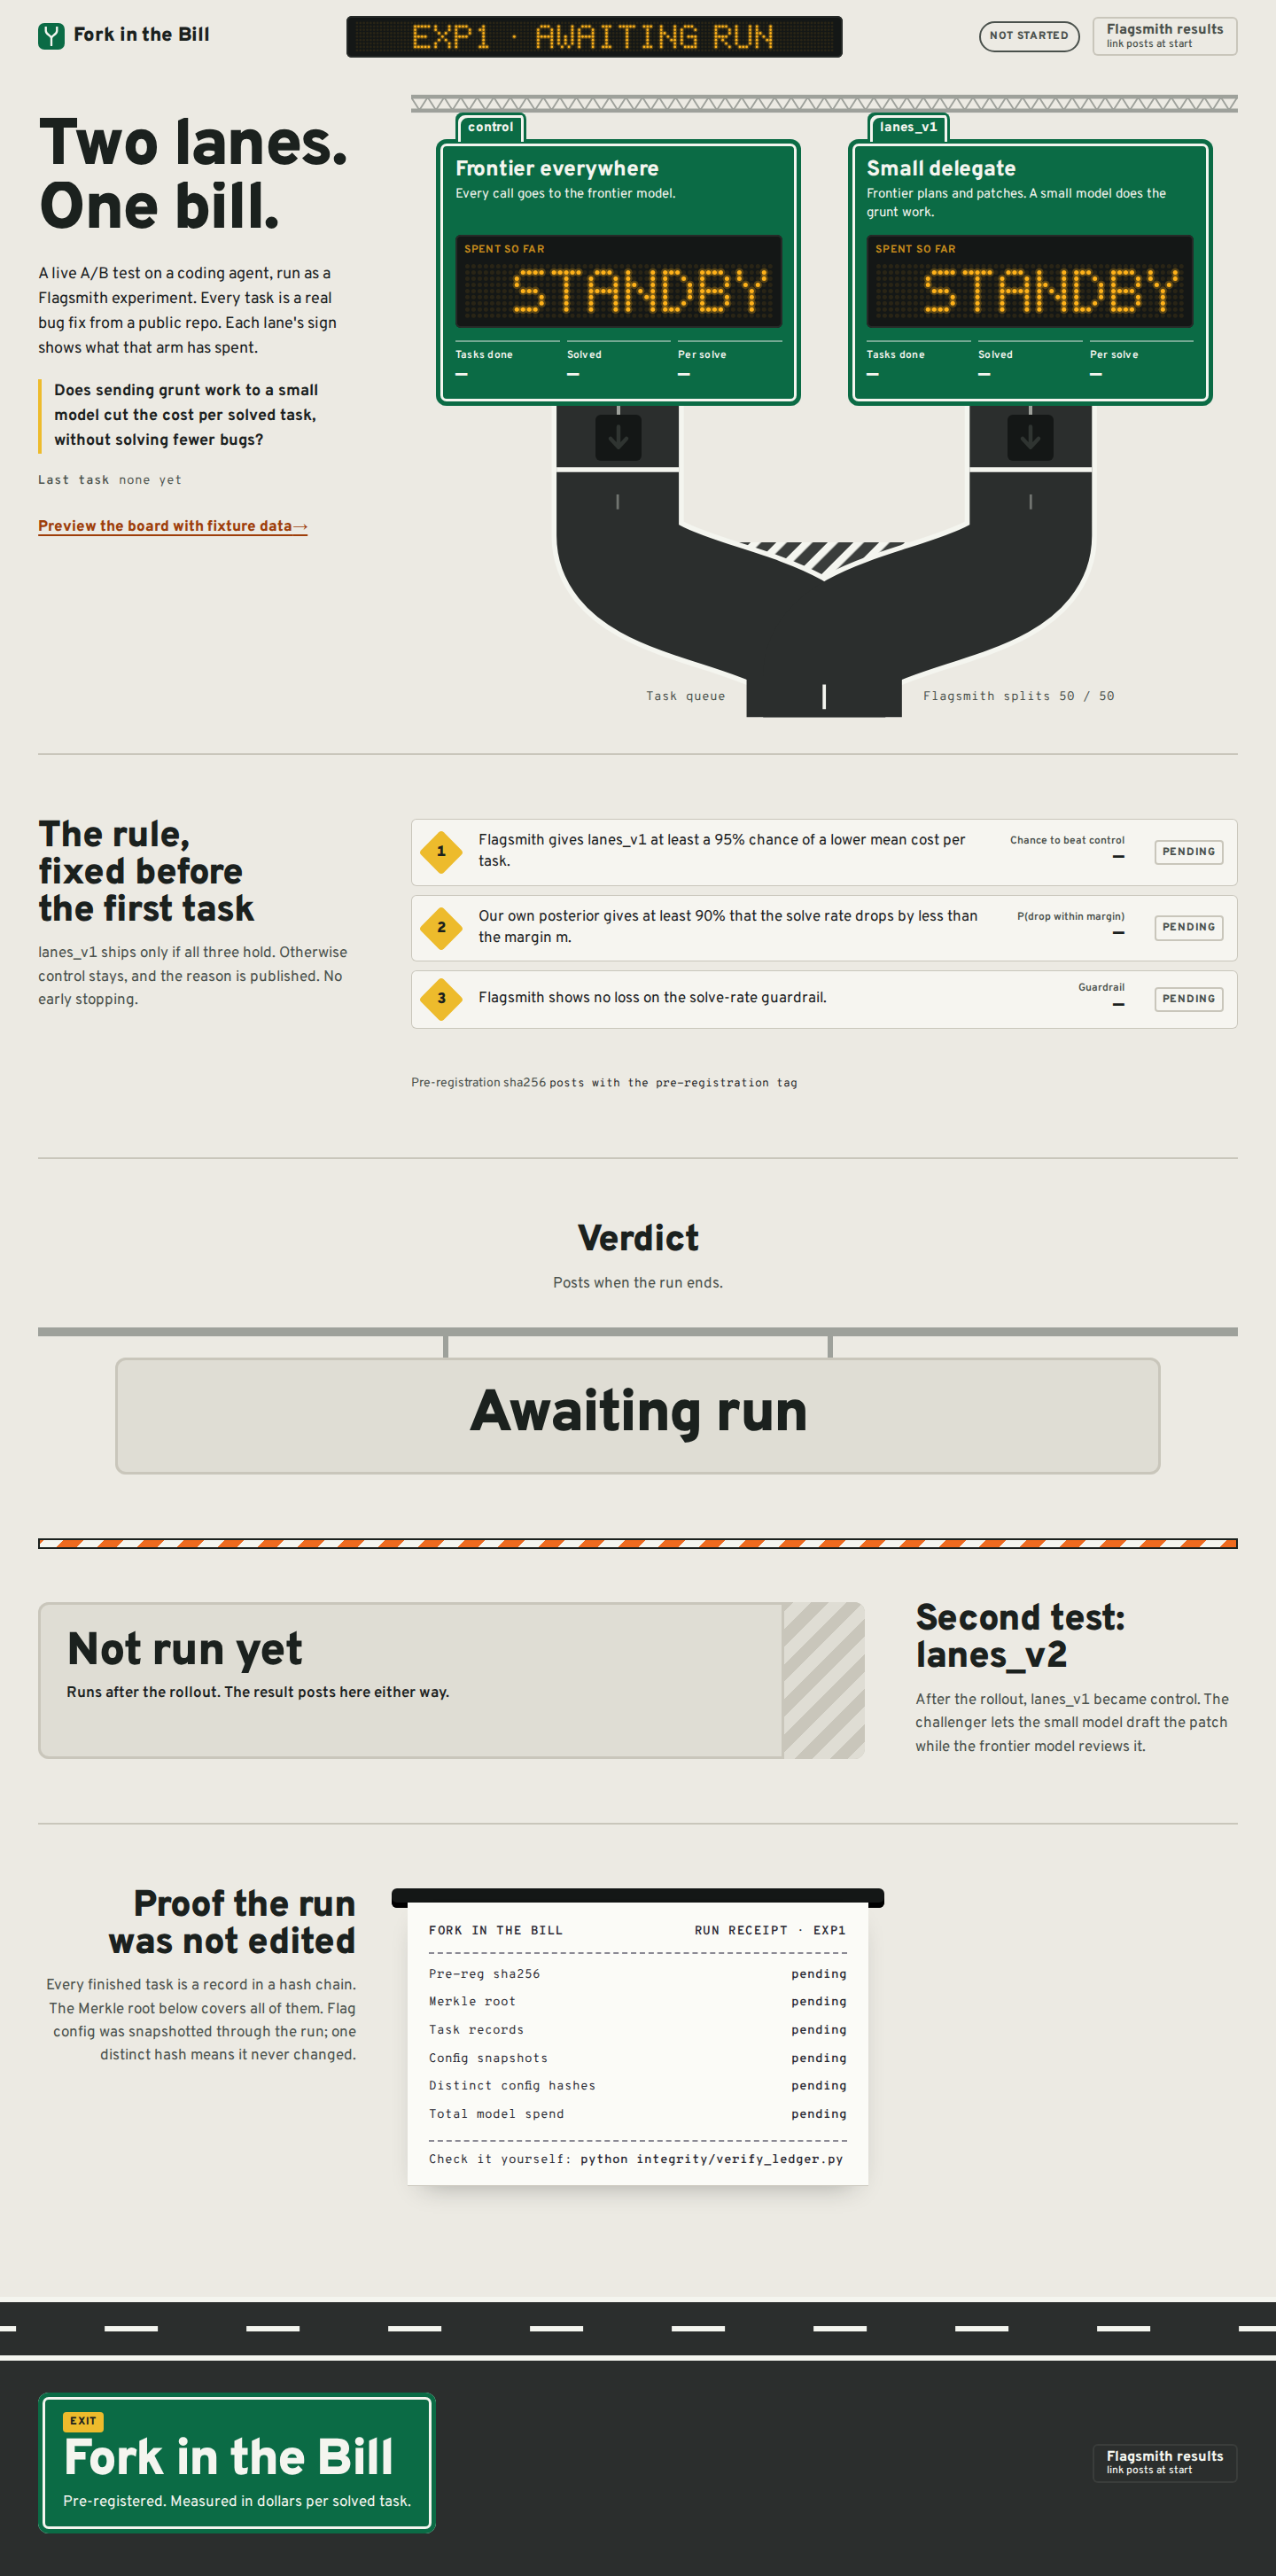 Fork in the Bill
EXP1 · AWAITING RUN
NOT STARTED
Flagsmith results
link posts at start
Two lanes.
One bill.
A live A/B test on a coding agent, run as a
Flagsmith experiment. Every task is a real
bug fix from a public repo. Each lane's sign
shows what that arm has spent.
Does sending grunt work to a small
model cut the cost per solved task,
without solving fewer bugs?
Last task none yet
Preview the board with fixture data→
control
Frontier everywhere
Every call goes to the frontier model.
SPENT SO FAR
STANDBY
Tasks done Solved Per solve
— — —
lanes_v1
Small delegate
Frontier plans and patches. A small model does the
grunt work.
SPENT SO FAR
STANDBY
Tasks done Solved Per solve
— — —
Task queue
Flagsmith splits 50 / 50
The rule,
fixed before
the first task
lanes_v1 ships only if all three hold. Otherwise
control stays, and the reason is published. No
early stopping.
1
Flagsmith gives lanes_v1 at least a 95% chance of a lower mean cost per
task.
Chance to beat control
—
PENDING
2
Our own posterior gives at least 90% that the solve rate drops by less than
the margin m.
P(drop within margin)
—
PENDING
3
Flagsmith shows no loss on the solve-rate guardrail.
Guardrail
—
PENDING
Pre-registration sha256 posts with the pre-registration tag
Verdict
Posts when the run ends.
Awaiting run
Not run yet
Runs after the rollout. The result posts here either way.
Second test:
lanes_v2
After the rollout, lanes_v1 became control. The
challenger lets the small model draft the patch
while the frontier model reviews it.
Proof the run
was not edited
Every finished task is a record in a hash chain.
The Merkle root below covers all of them. Flag
config was snapshotted through the run; one
distinct hash means it never changed.
FORK IN THE BILL RUN RECEIPT · EXP1
Pre-reg sha256 pending
Merkle root pending
Task records pending
Config snapshots pending
Distinct config hashes pending
Total model spend pending
Check it yourself: python integrity/verify_ledger.py
EXIT
Fork in the Bill
Pre-registered. Measured in dollars per solved task.
Flagsmith results
link posts at start